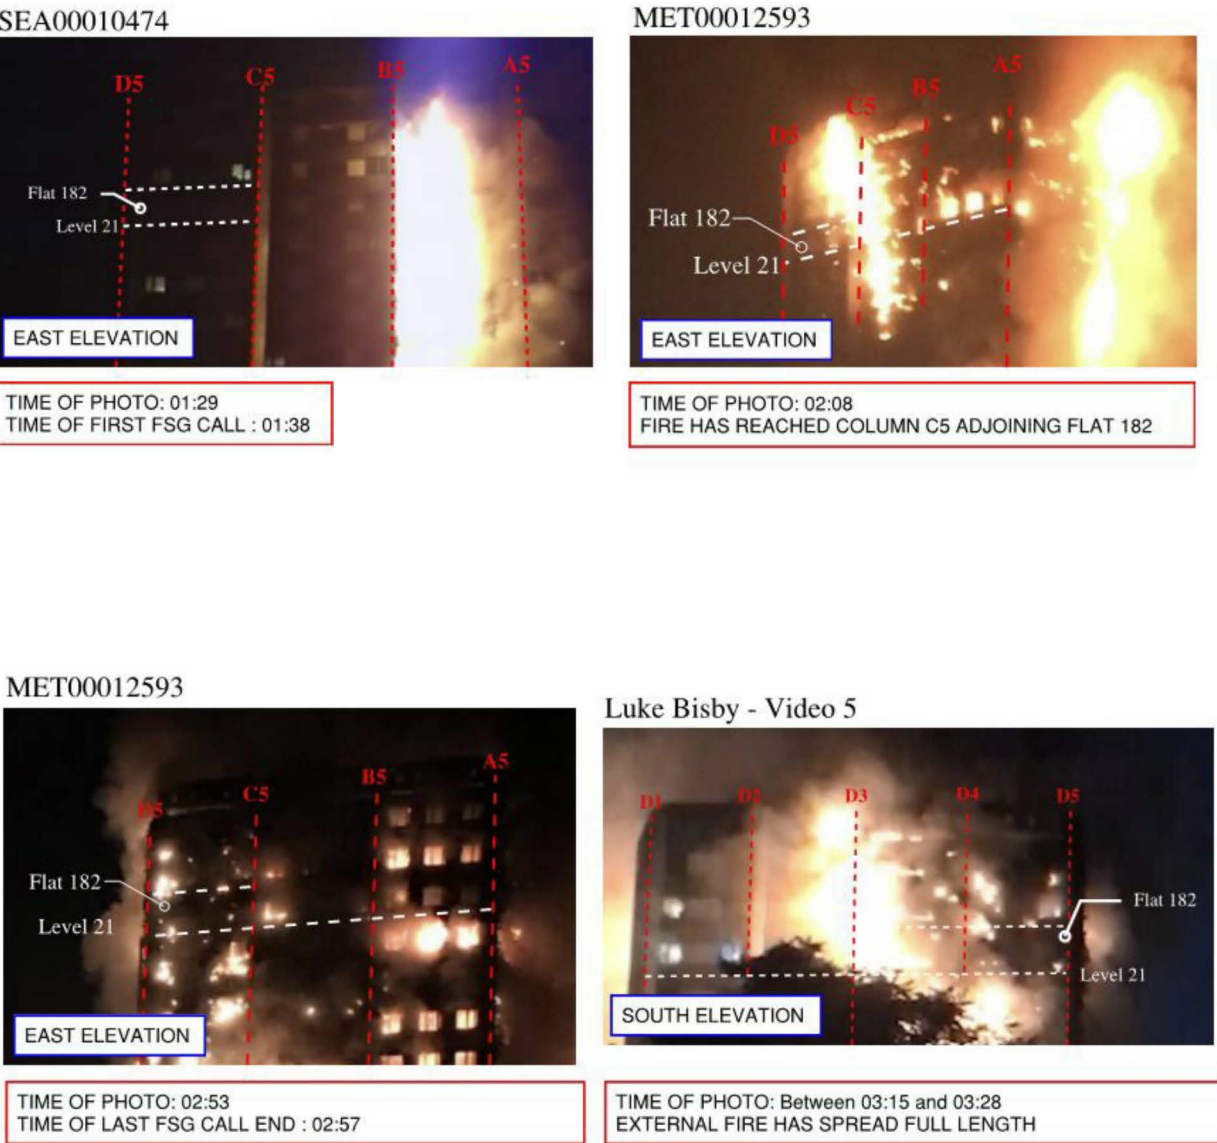 SEA00010474
D5
C5
B5
A5
Flat 182
Level 21
EAST ELEVATION
TIME OF PHOTO: 01:29
TIME OF FIRST FSG CALL : 01:38
MET00012593
D5
C5
B5
A5
Flat 182
Level 21
EAST ELEVATION
TIME OF PHOTO: 02:08
FIRE HAS REACHED COLUMN C5 ADJOINING FLAT 182
MET00012593
D5
C5
B5
A5
Flat 182
Level 21
EAST ELEVATION
TIME OF PHOTO: 02:53
TIME OF LAST FSG CALL END : 02:57
Luke Bisby - Video 5
D1
D2
D3
D4
D5
Flat 182
Level 21
SOUTH ELEVATION
TIME OF PHOTO: Between 03:15 and 03:28
EXTERNAL FIRE HAS SPREAD FULL LENGTH